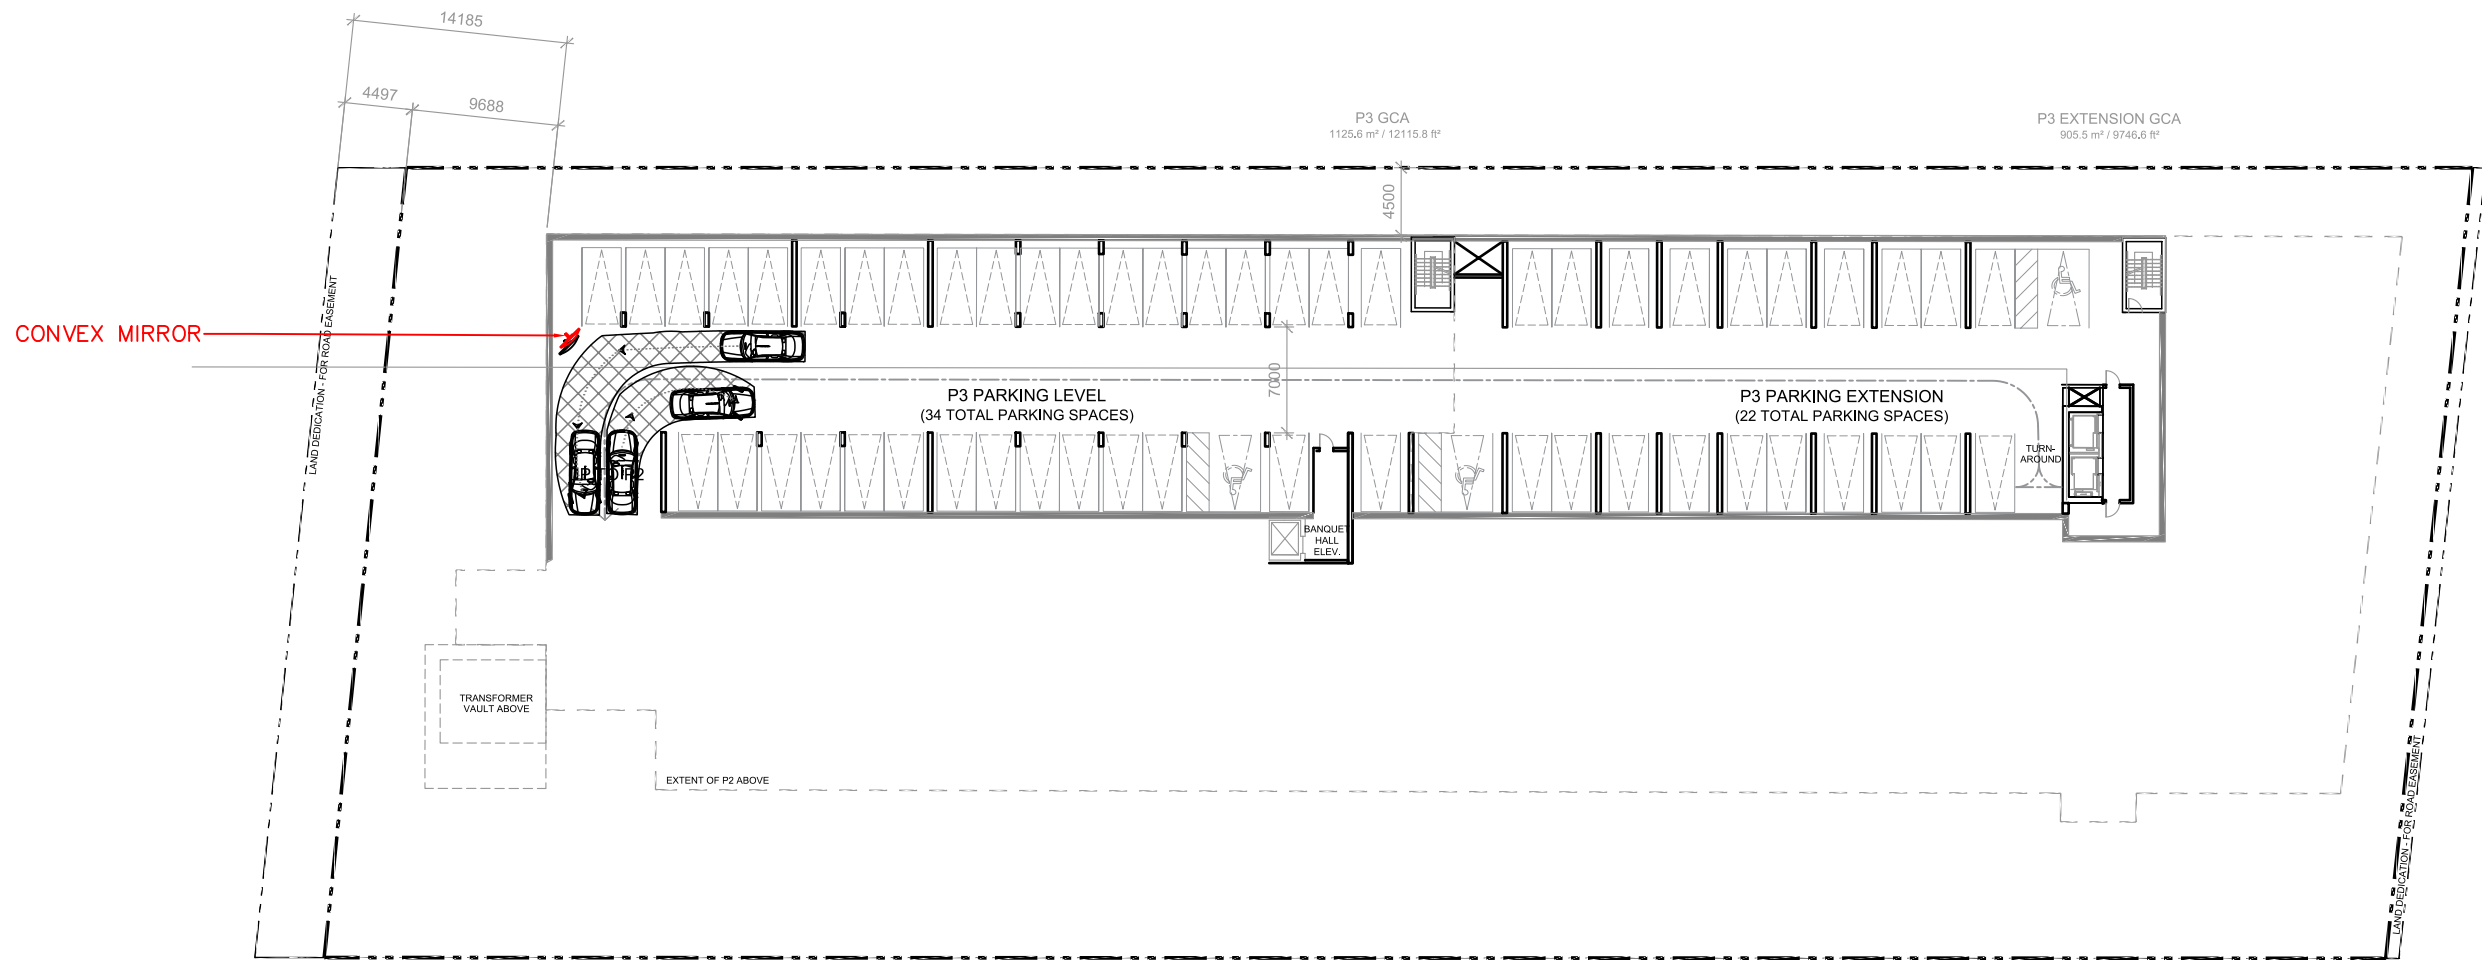 14185
4497
9688
P3 GCA
1125.6 m² / 12115.8 ft²
P3 EXTENSION GCA
905.5 m² / 9746.6 ft²
4500
LAND DEDICATION - FOR ROAD EASEMENT
CONVEX MIRROR
7000
P3 PARKING LEVEL
(34 TOTAL PARKING SPACES)
P3 PARKING EXTENSION
(22 TOTAL PARKING SPACES)
TURN-
AROUND
BANQUET
HALL
ELEV.
TRANSFORMER
VAULT ABOVE
EXTENT OF P2 ABOVE
LAND DEDICATION - FOR ROAD EASEMENT